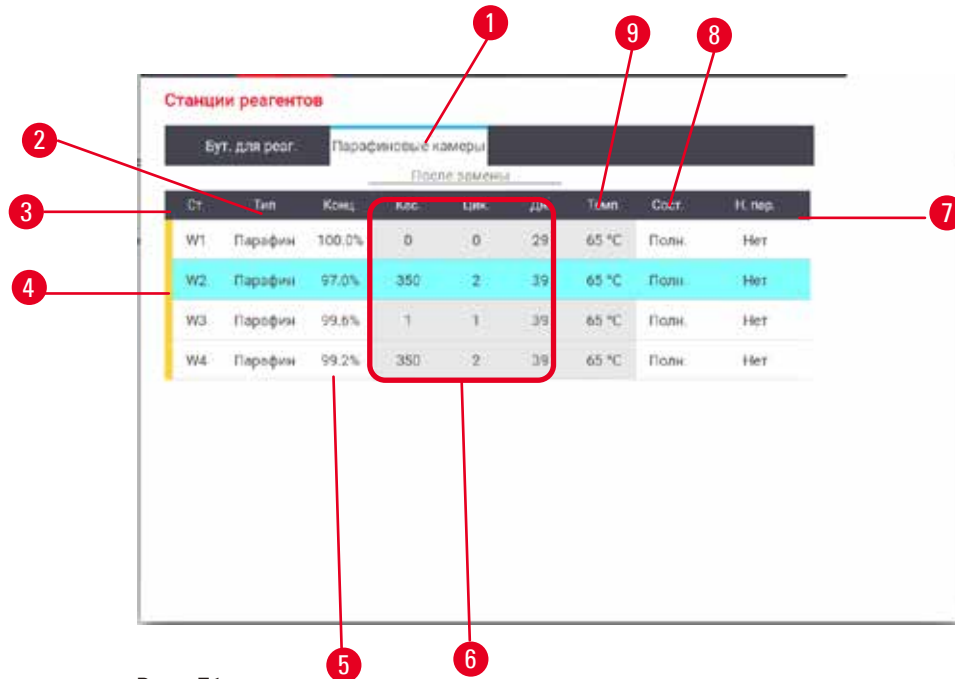 1
9
8
Станции реагентов
2
Бут. для реаг. Парафиновые камеры
После замены
3
Ст. Тип Конц. Кас. Цик. Дн. Темп. Сост. Н. пер.
7
W1 Парафин 100.0% 0 0 29 65 °C Полн. Нет
4
W2 Парафин 97.0% 350 2 39 65 °C Полн. Нет
W3 Парафин 99.6% 1 1 39 65 °C Полн. Нет
W4 Парафин 99.2% 350 2 39 65 °C Полн. Нет
5
6